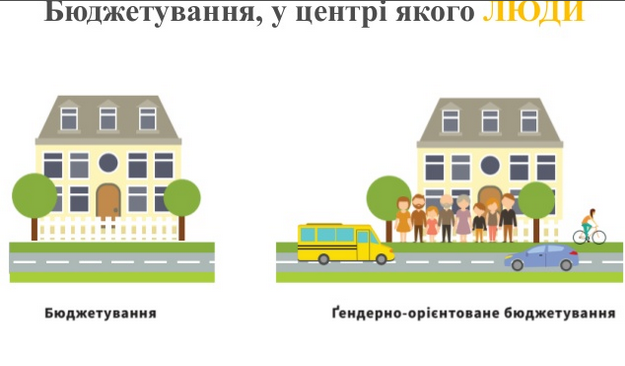 Бюджетування, у центрі якого ЛЮДИ
Бюджетування
Ґендерно-орієнтоване бюджетування